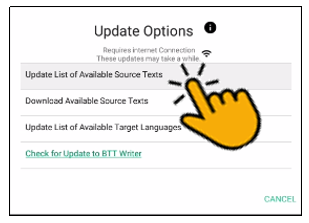 Update Options
Requires internet Connection
These updates may take a while
Update List of Available Source Texts
Download Available Source Texts
Update List of Available Target Languages
Check for Update to BTT Writer
CANCEL